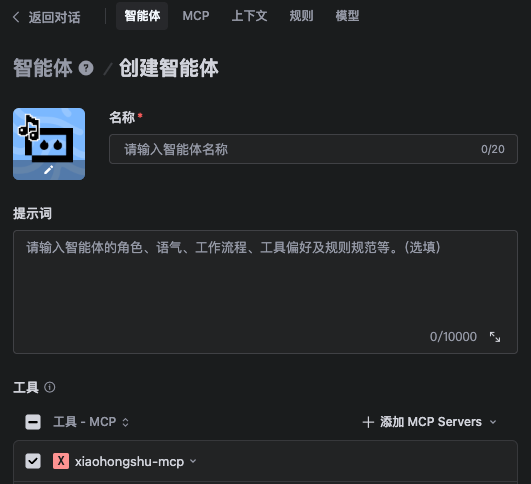 返回对话 智能体 MCP 上下文 规则 模型
智能体 ? / 创建智能体
名称*
请输入智能体名称 0/20
提示词
请输入智能体的角色、语气、工作流程、工具偏好及规则规范等。(选填)
0/10000
工具
工具 - MCP + 添加 MCP Servers
X xiaohongshu-mcp